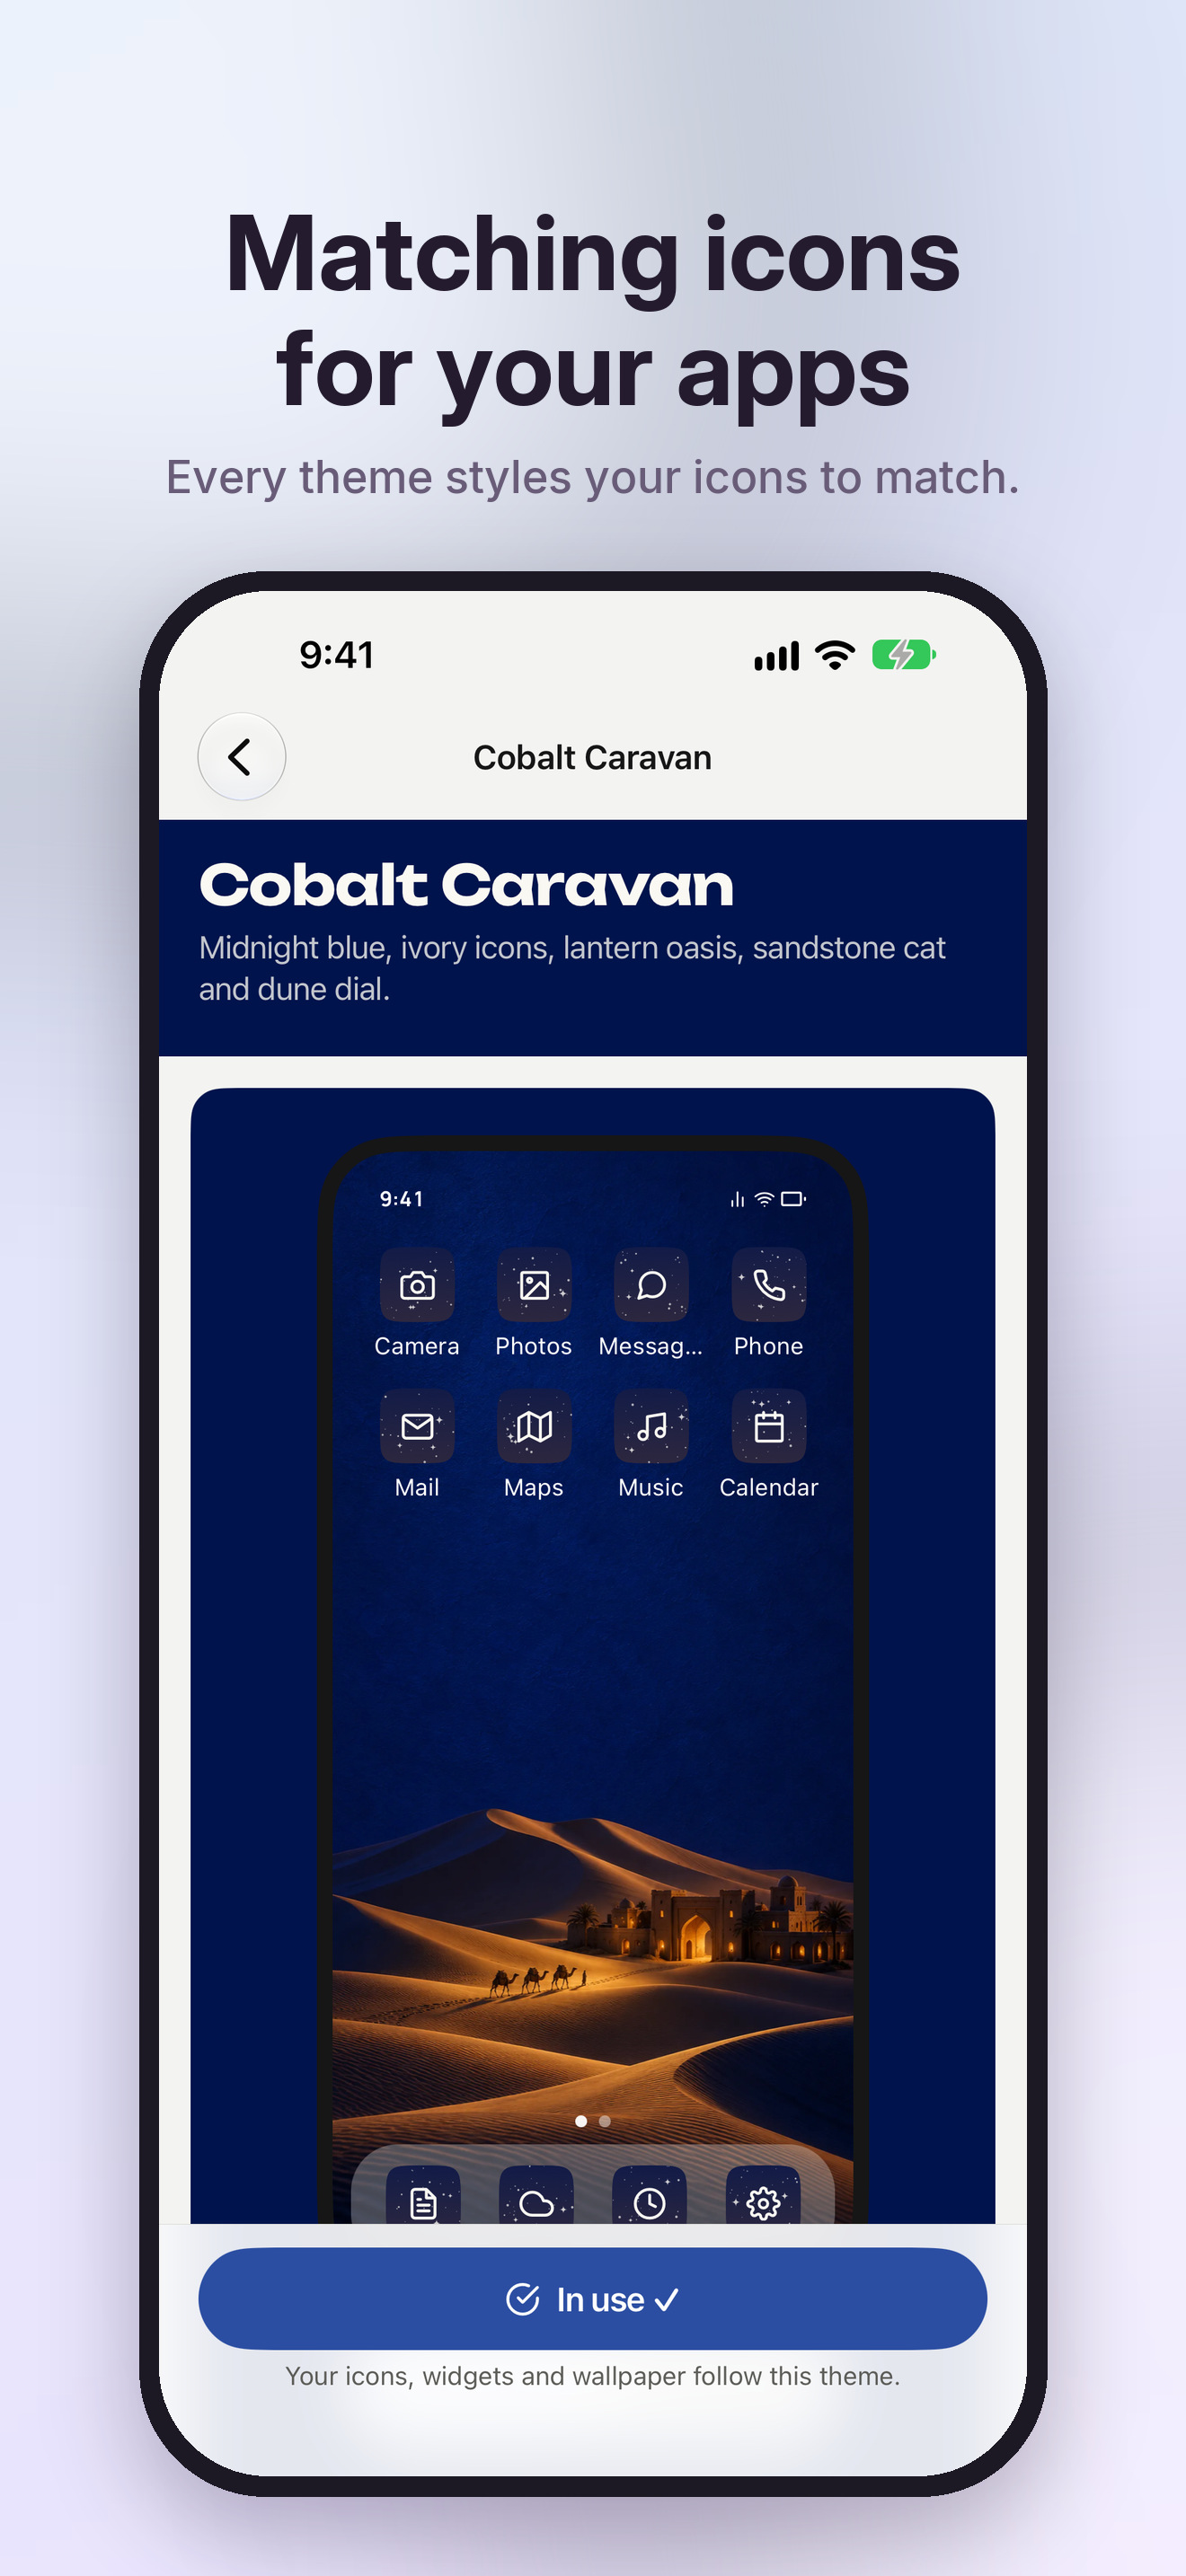 Matching icons
for your apps
Every theme styles your icons to match.
9:41
Cobalt Caravan
Cobalt Caravan
Midnight blue, ivory icons, lantern oasis, sandstone cat
and dune dial.
9:41
Camera Photos Messag... Phone
Mail Maps Music Calendar
In use ✓
Your icons, widgets and wallpaper follow this theme.